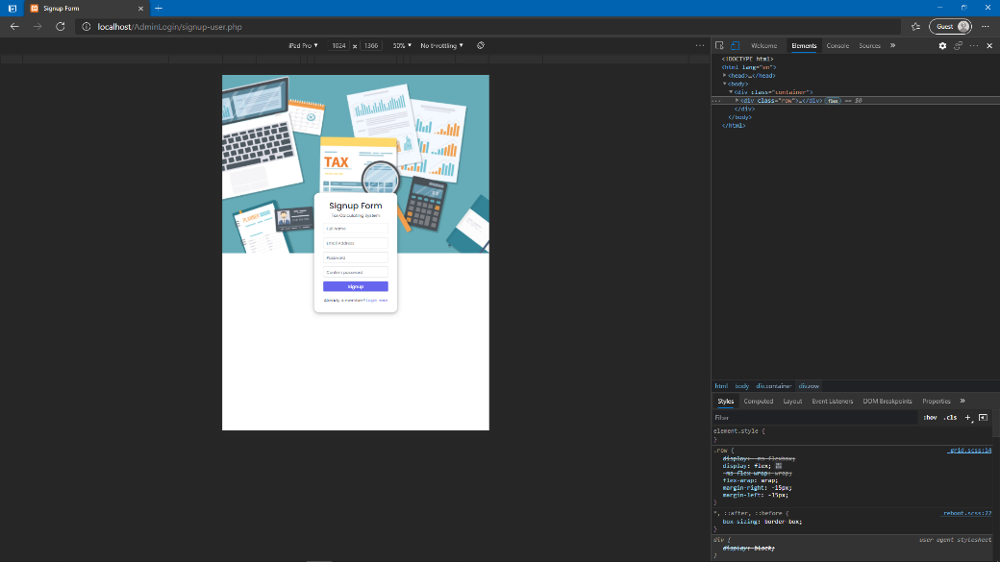 Signup Form
localhost/AdminLogin/signup-user.php
Guest
iPad Pro
1024 x 1366
50%
No throttling
Welcome
Elements
Console
Sources
<!DOCTYPE html>
<html lang="en">
<head>…</head>
<body>
<div class="container">
<div class="row">…</div> flex == $0
</div>
</body>
</html>
TAX
PLANNER
Signup Form
Tax Calculating System
Full Name
Email Address
Password
Confirm password
Signup
Already a member? Login here
html body div.container div.row
Styles
Computed
Layout
Event Listeners
DOM Breakpoints
Properties
Filter
:hov .cls +
element.style {
}
.row {
_grid.scss:14
display: -ms-flexbox;
display: flex;
-ms-flex-wrap: wrap;
flex-wrap: wrap;
margin-right: -15px;
margin-left: -15px;
}
*, ::after, ::before {
_reboot.scss:22
box-sizing: border-box;
}
div {
user agent stylesheet
display: block;
}